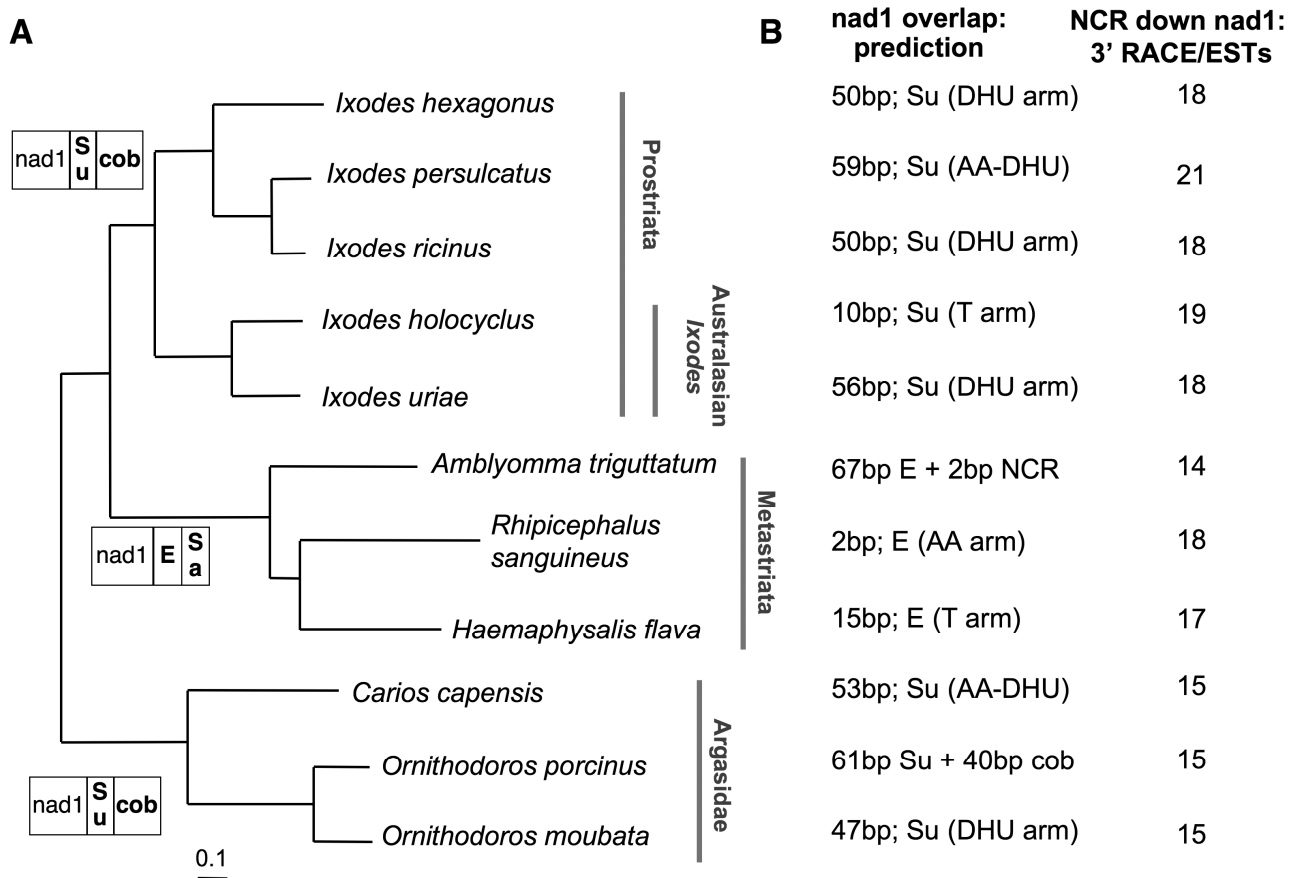 A
B
nad1 overlap:
prediction
NCR down nad1:
3' RACE/ESTs
Ixodes hexagonus
50bp; Su (DHU arm)
18
nad1
S
u
cob
Ixodes persulcatus
59bp; Su (AA-DHU)
21
Ixodes ricinus
50bp; Su (DHU arm)
18
Prostriata
Ixodes holocyclus
10bp; Su (T arm)
19
Australasian
Ixodes
Ixodes uriae
56bp; Su (DHU arm)
18
Amblyomma triguttatum
67bp E + 2bp NCR
14
nad1
E
S
a
Rhipicephalus
sanguineus
2bp; E (AA arm)
18
Metastriata
Haemaphysalis flava
15bp; E (T arm)
17
Carios capensis
53bp; Su (AA-DHU)
15
Ornithodoros porcinus
61bp Su + 40bp cob
15
Argasidae
nad1
S
u
cob
Ornithodoros moubata
47bp; Su (DHU arm)
15
0.1